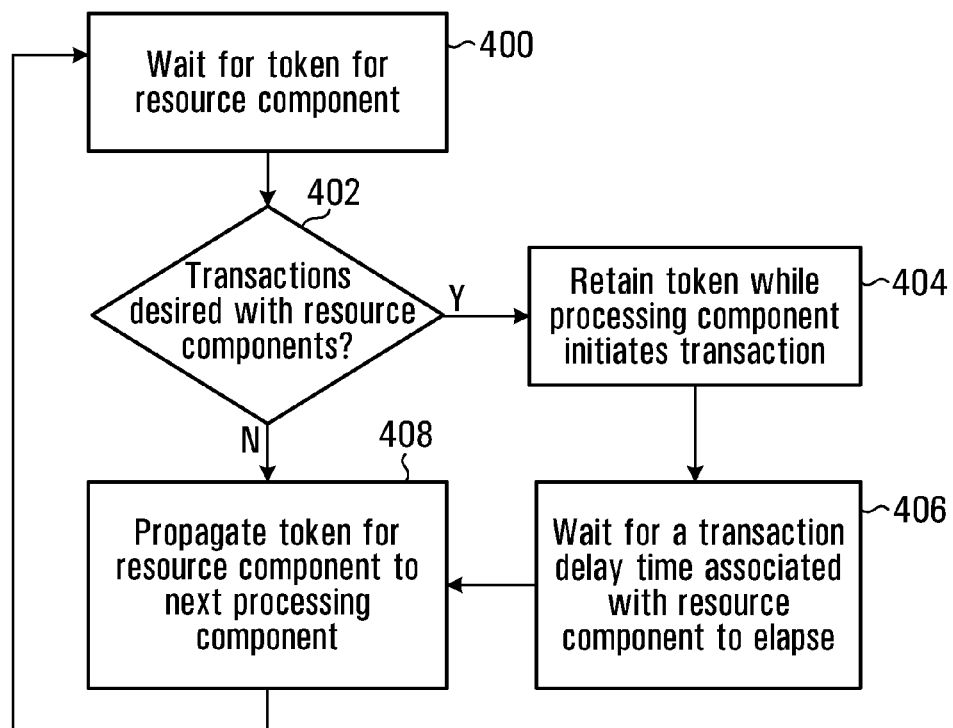 Wait for token for
resource component
400
402
Transactions
desired with resource
components?
Y
N
Retain token while
processing component
initiates transaction
404
Wait for a transaction
delay time associated
with resource
component to elapse
406
408
Propagate token for
resource component to
next processing
component